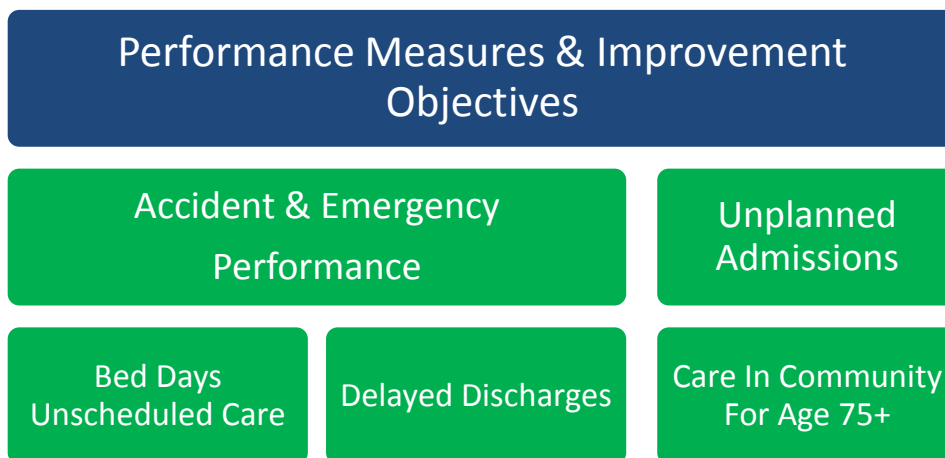 Performance Measures & Improvement
Objectives
Accident & Emergency
Performance
Unplanned
Admissions
Bed Days
Unscheduled Care
Delayed Discharges
Care In Community
For Age 75+